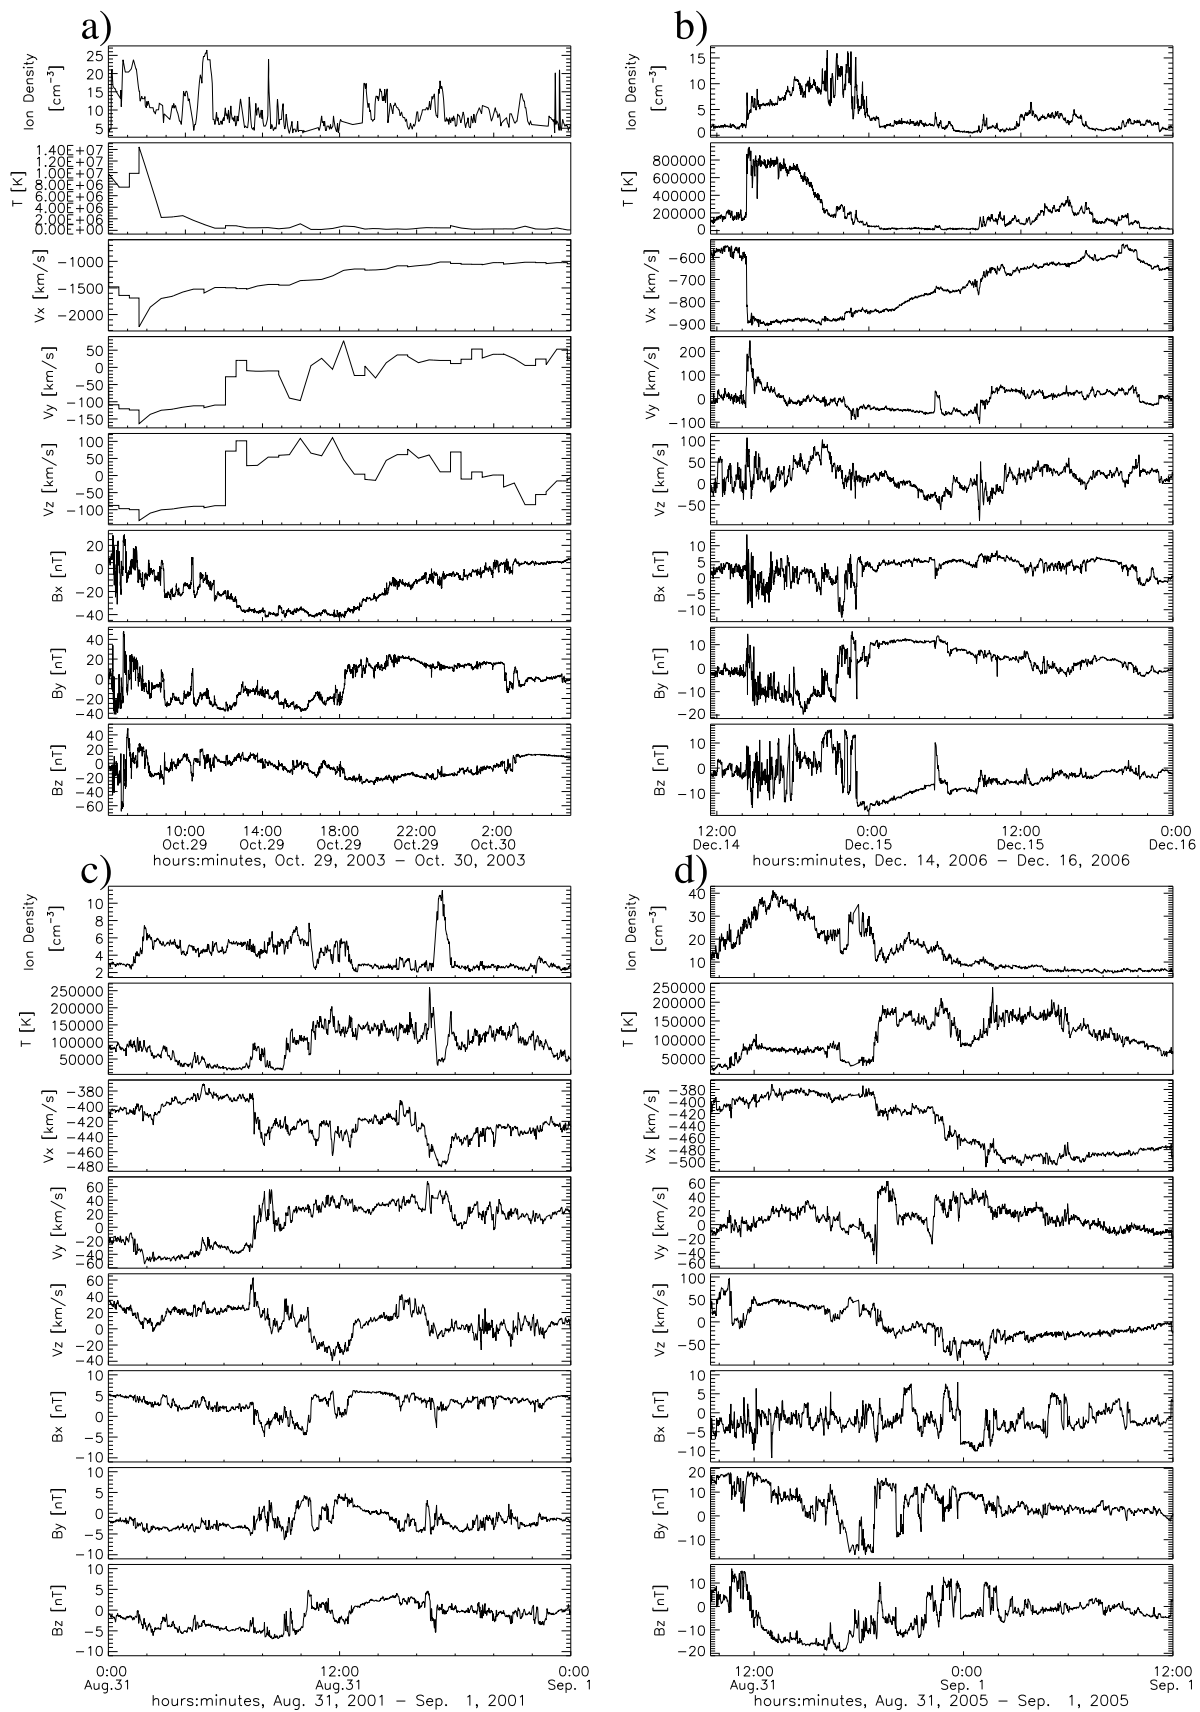 a)
Ion Density
[cm⁻³]
25
20
15
10
5
T [K]
1.40E+07
1.20E+07
1.00E+07
8.00E+06
6.00E+06
4.00E+06
2.00E+06
0.00E+00
Vx [km/s]
−1000
−1500
−2000
Vy [km/s]
50
0
−50
−100
−150
Vz [km/s]
100
50
0
−50
−100
Bx [nT]
20
0
−20
−40
By [nT]
40
20
0
−20
−40
Bz [nT]
40
20
0
−20
−40
−60
10:00 14:00 18:00 22:00 2:00
Oct.29 Oct.29 Oct.29 Oct.29 Oct.30
hours:minutes, Oct. 29, 2003 − Oct. 30, 2003
b)
Ion Density
[cm⁻³]
15
10
5
0
T [K]
800000
600000
400000
200000
0
Vx [km/s]
−600
−700
−800
−900
Vy [km/s]
200
100
0
−100
Vz [km/s]
100
50
0
−50
Bx [nT]
10
5
0
−5
−10
By [nT]
10
0
−10
−20
Bz [nT]
10
0
−10
12:00 0:00 12:00 0:00
Dec.14 Dec.15 Dec.15 Dec.16
hours:minutes, Dec. 14, 2006 − Dec. 16, 2006
c)
Ion Density
[cm⁻³]
10
8
6
4
2
T [K]
250000
200000
150000
100000
50000
Vx [km/s]
−380
−400
−420
−440
−460
−480
Vy [km/s]
60
40
20
0
−20
−40
−60
Vz [km/s]
60
40
20
0
−20
−40
Bx [nT]
10
5
0
−5
−10
By [nT]
10
5
0
−5
−10
Bz [nT]
10
5
0
−5
−10
0:00 12:00 0:00
Aug.31 Aug.31 Sep. 1
hours:minutes, Aug. 31, 2001 − Sep. 1, 2001
d)
Ion Density
[cm⁻³]
40
30
20
10
T [K]
250000
200000
150000
100000
50000
Vx [km/s]
−380
−400
−420
−440
−460
−480
−500
Vy [km/s]
60
40
20
0
−20
−40
−60
Vz [km/s]
100
50
0
−50
Bx [nT]
10
5
0
−5
−10
By [nT]
20
10
0
−10
Bz [nT]
10
0
−10
−20
12:00 0:00 12:00
Aug.31 Sep. 1 Sep. 1
hours:minutes, Aug. 31, 2005 − Sep. 1, 2005